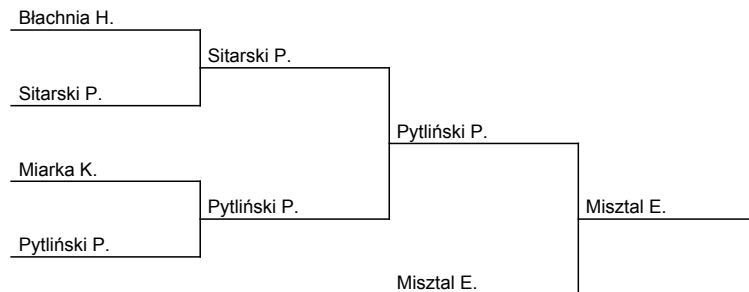 Błachnia H.
Sitarski P.
Sitarski P.
Pytliński P.
Miarka K.
Pytliński P.
Misztal E.
Pytliński P.
Misztal E.